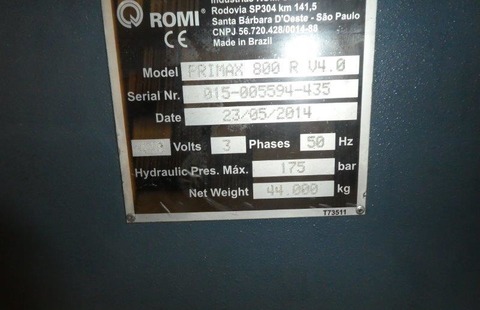 ROMI®
Rodovia SP304 km 141,5
Santa Bárbara D'Oeste - São Paulo
CNPJ 56.720.428/0014-88
CE Made in Brazil
Model PRIMAX 800 R V4.0
Serial Nr. 015-005594-435
Date 23/05/2014
Volts 3 Phases 50 Hz
Hydraulic Pres. Máx. 175 bar
Net Weight 44.000 kg
T73511